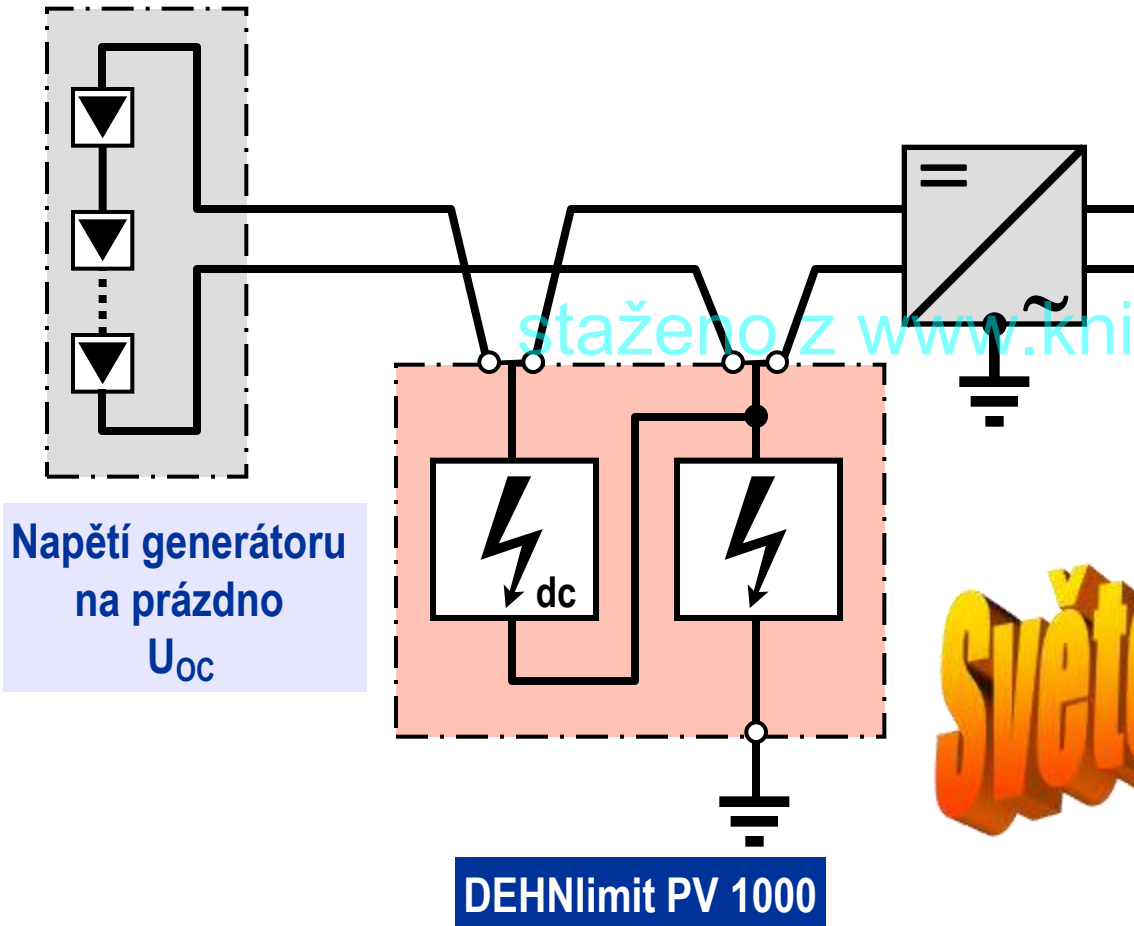 staženo z www.kni
dc
Napětí generátoru
na prázdno
UOC
DEHNlimit PV 1000